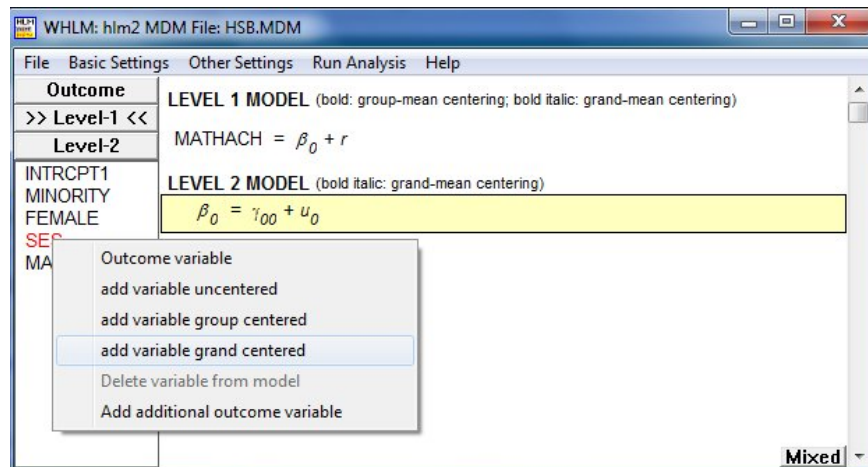 WHLM: hlm2 MDM File: HSB.MDM
File Basic Settings Other Settings Run Analysis Help
Outcome
>> Level-1 <<
Level-2
INTRCPT1
MINORITY
FEMALE
SES
MA
LEVEL 1 MODEL (bold: group-mean centering; bold italic: grand-mean centering)
MATHACH = β0 + r
LEVEL 2 MODEL (bold italic: grand-mean centering)
β0 = γ00 + u0
Outcome variable
add variable uncentered
add variable group centered
add variable grand centered
Delete variable from model
Add additional outcome variable
Mixed